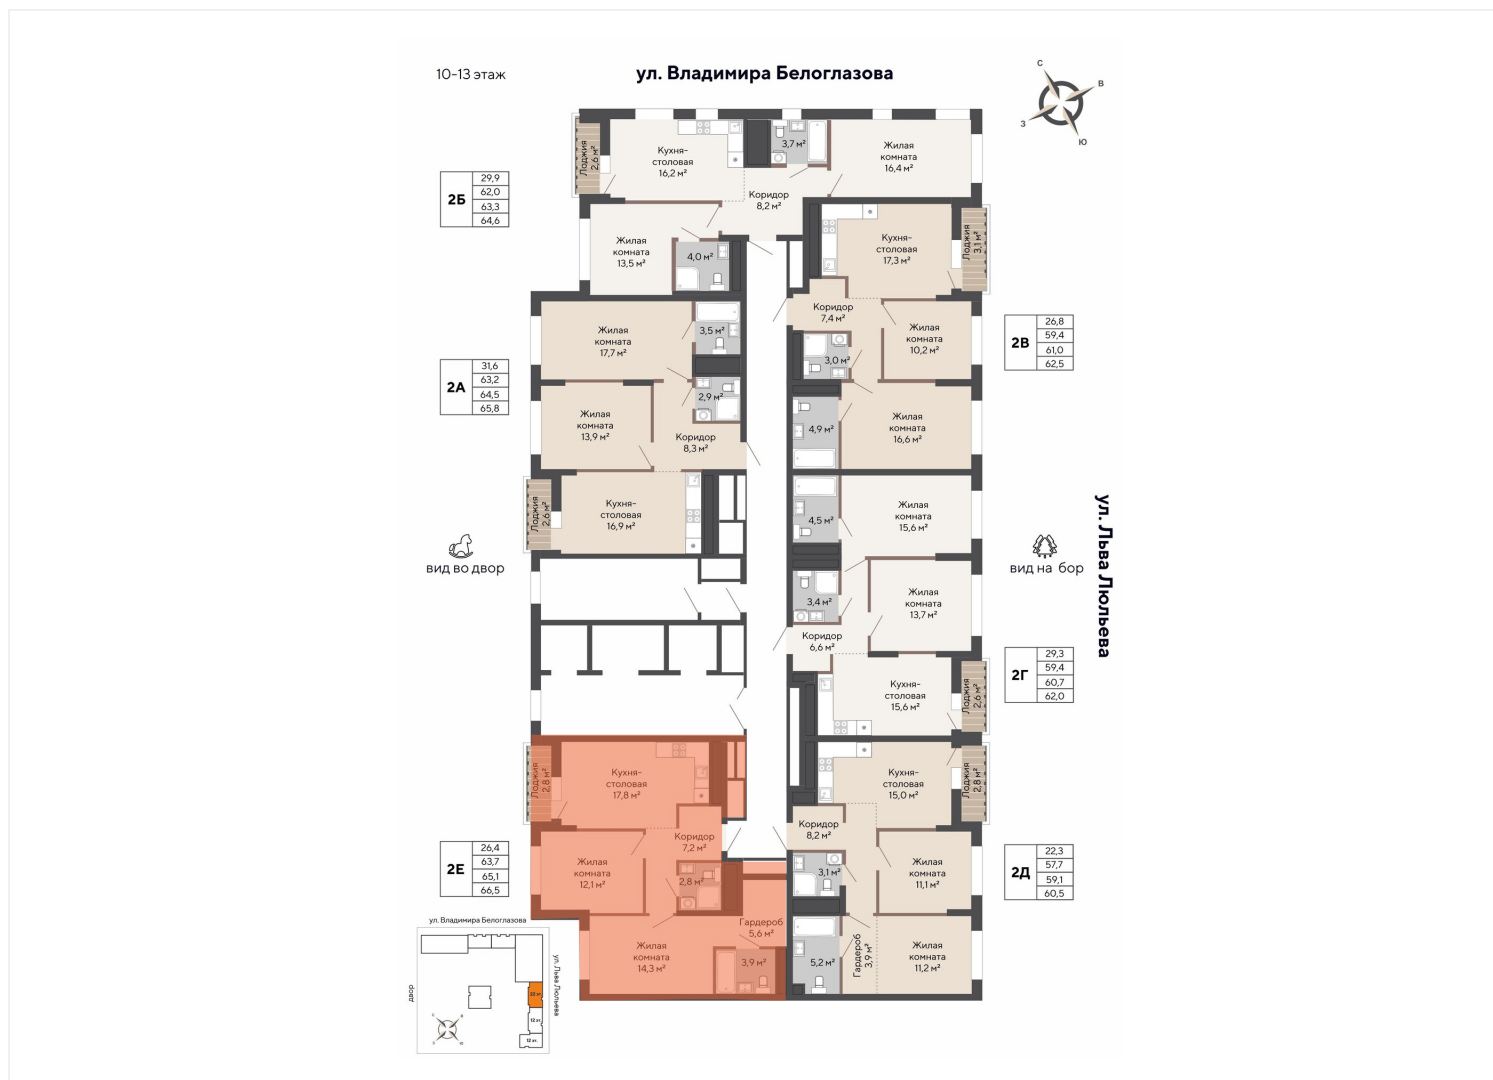 10-13 этаж
ул. Владимира Белоглазова
С
В
З
Ю
2Б
29,9
62,0
63,3
64,6
Лоджия
2,6 м²
Кухня-
столовая
16,2 м²
3,7 м²
Жилая
комната
16,4 м²
Коридор
8,2 м²
Жилая
комната
13,5 м²
4,0 м²
Кухня-
столовая
17,3 м²
Лоджия
3,1 м²
Коридор
7,4 м²
Жилая
комната
10,2 м²
3,0 м²
2В
26,8
59,4
61,0
62,5
Жилая
комната
17,7 м²
3,5 м²
2А
31,6
63,2
64,5
65,8
2,9 м²
Жилая
комната
13,9 м²
Коридор
8,3 м²
4,9 м²
Жилая
комната
16,6 м²
Лоджия
2,6 м²
Кухня-
столовая
16,9 м²
4,5 м²
Жилая
комната
15,6 м²
вид во двор
вид на бор
ул. Льва Люльева
3,4 м²
Жилая
комната
13,7 м²
Коридор
6,6 м²
2Г
29,3
59,4
60,7
62,0
Кухня-
столовая
15,6 м²
Лоджия
2,6 м²
Лоджия
2,8 м²
Кухня-
столовая
17,8 м²
Кухня-
столовая
15,0 м²
Лоджия
2,8 м²
Коридор
7,2 м²
Коридор
8,2 м²
2Е
26,4
63,7
65,1
66,5
Жилая
комната
12,1 м²
2,8 м²
3,1 м²
Жилая
комната
11,1 м²
2Д
22,3
57,7
59,1
60,5
Гардероб
5,6 м²
Жилая
комната
14,3 м²
3,9 м²
5,2 м²
Гардероб
3,9 м²
Жилая
комната
11,2 м²
ул. Владимира Белоглазова
двор
ул. Льва Люльева
12 эт.
12 эт.